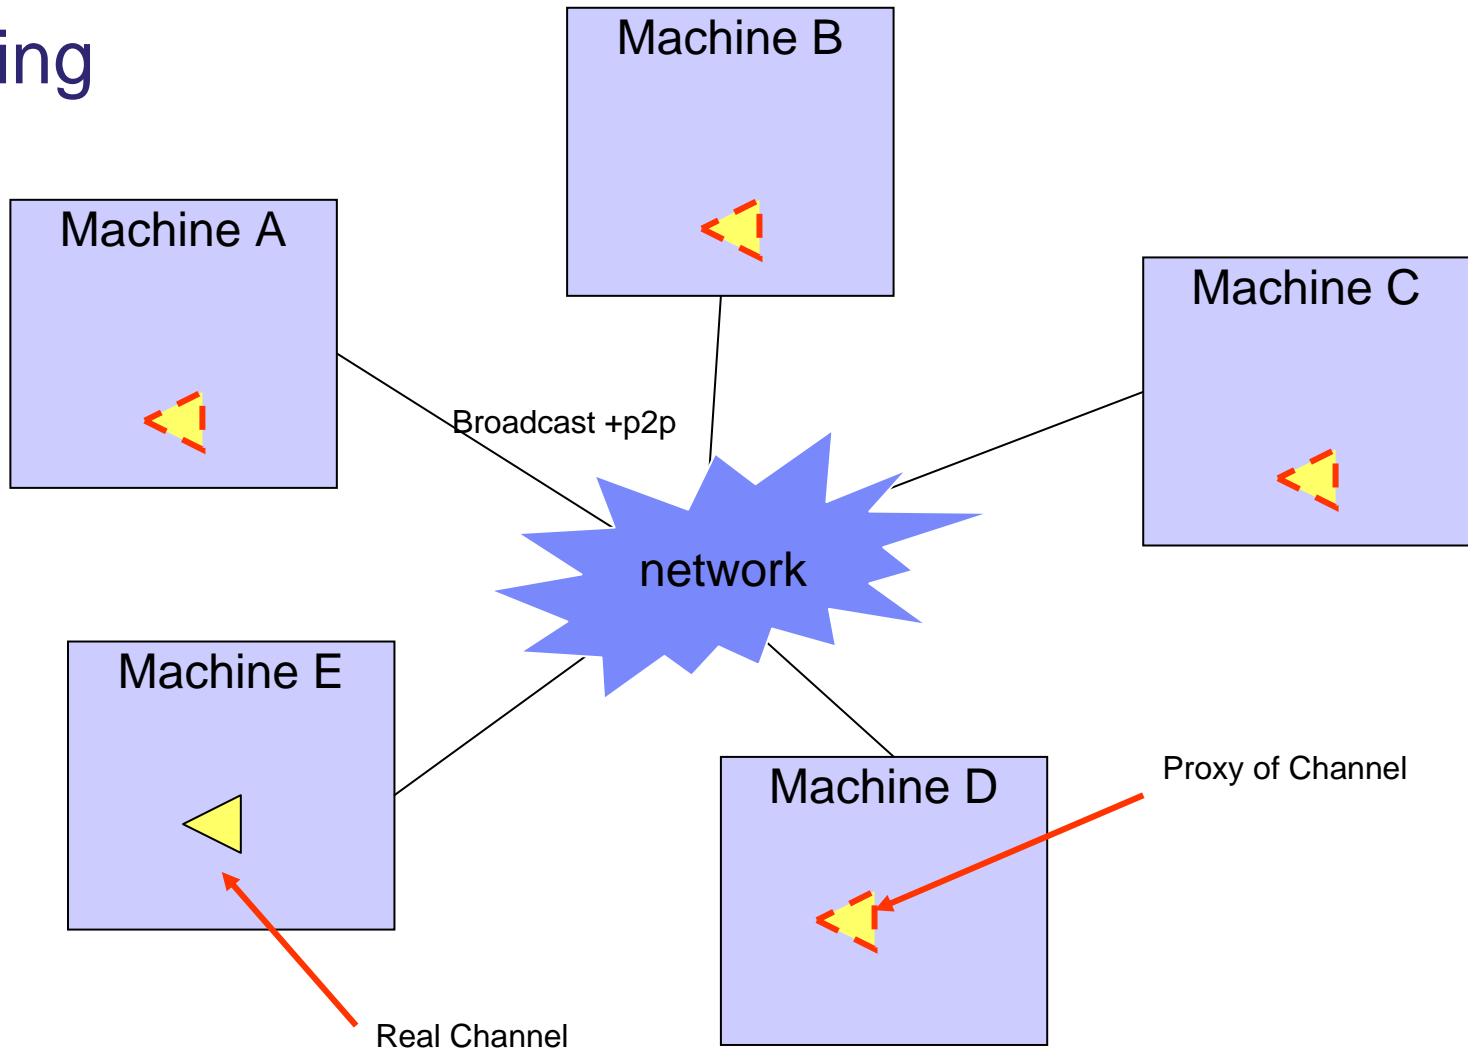 ing
Machine B
Machine A
Machine C
Broadcast +p2p
network
Machine E
Machine D
Proxy of Channel
Real Channel